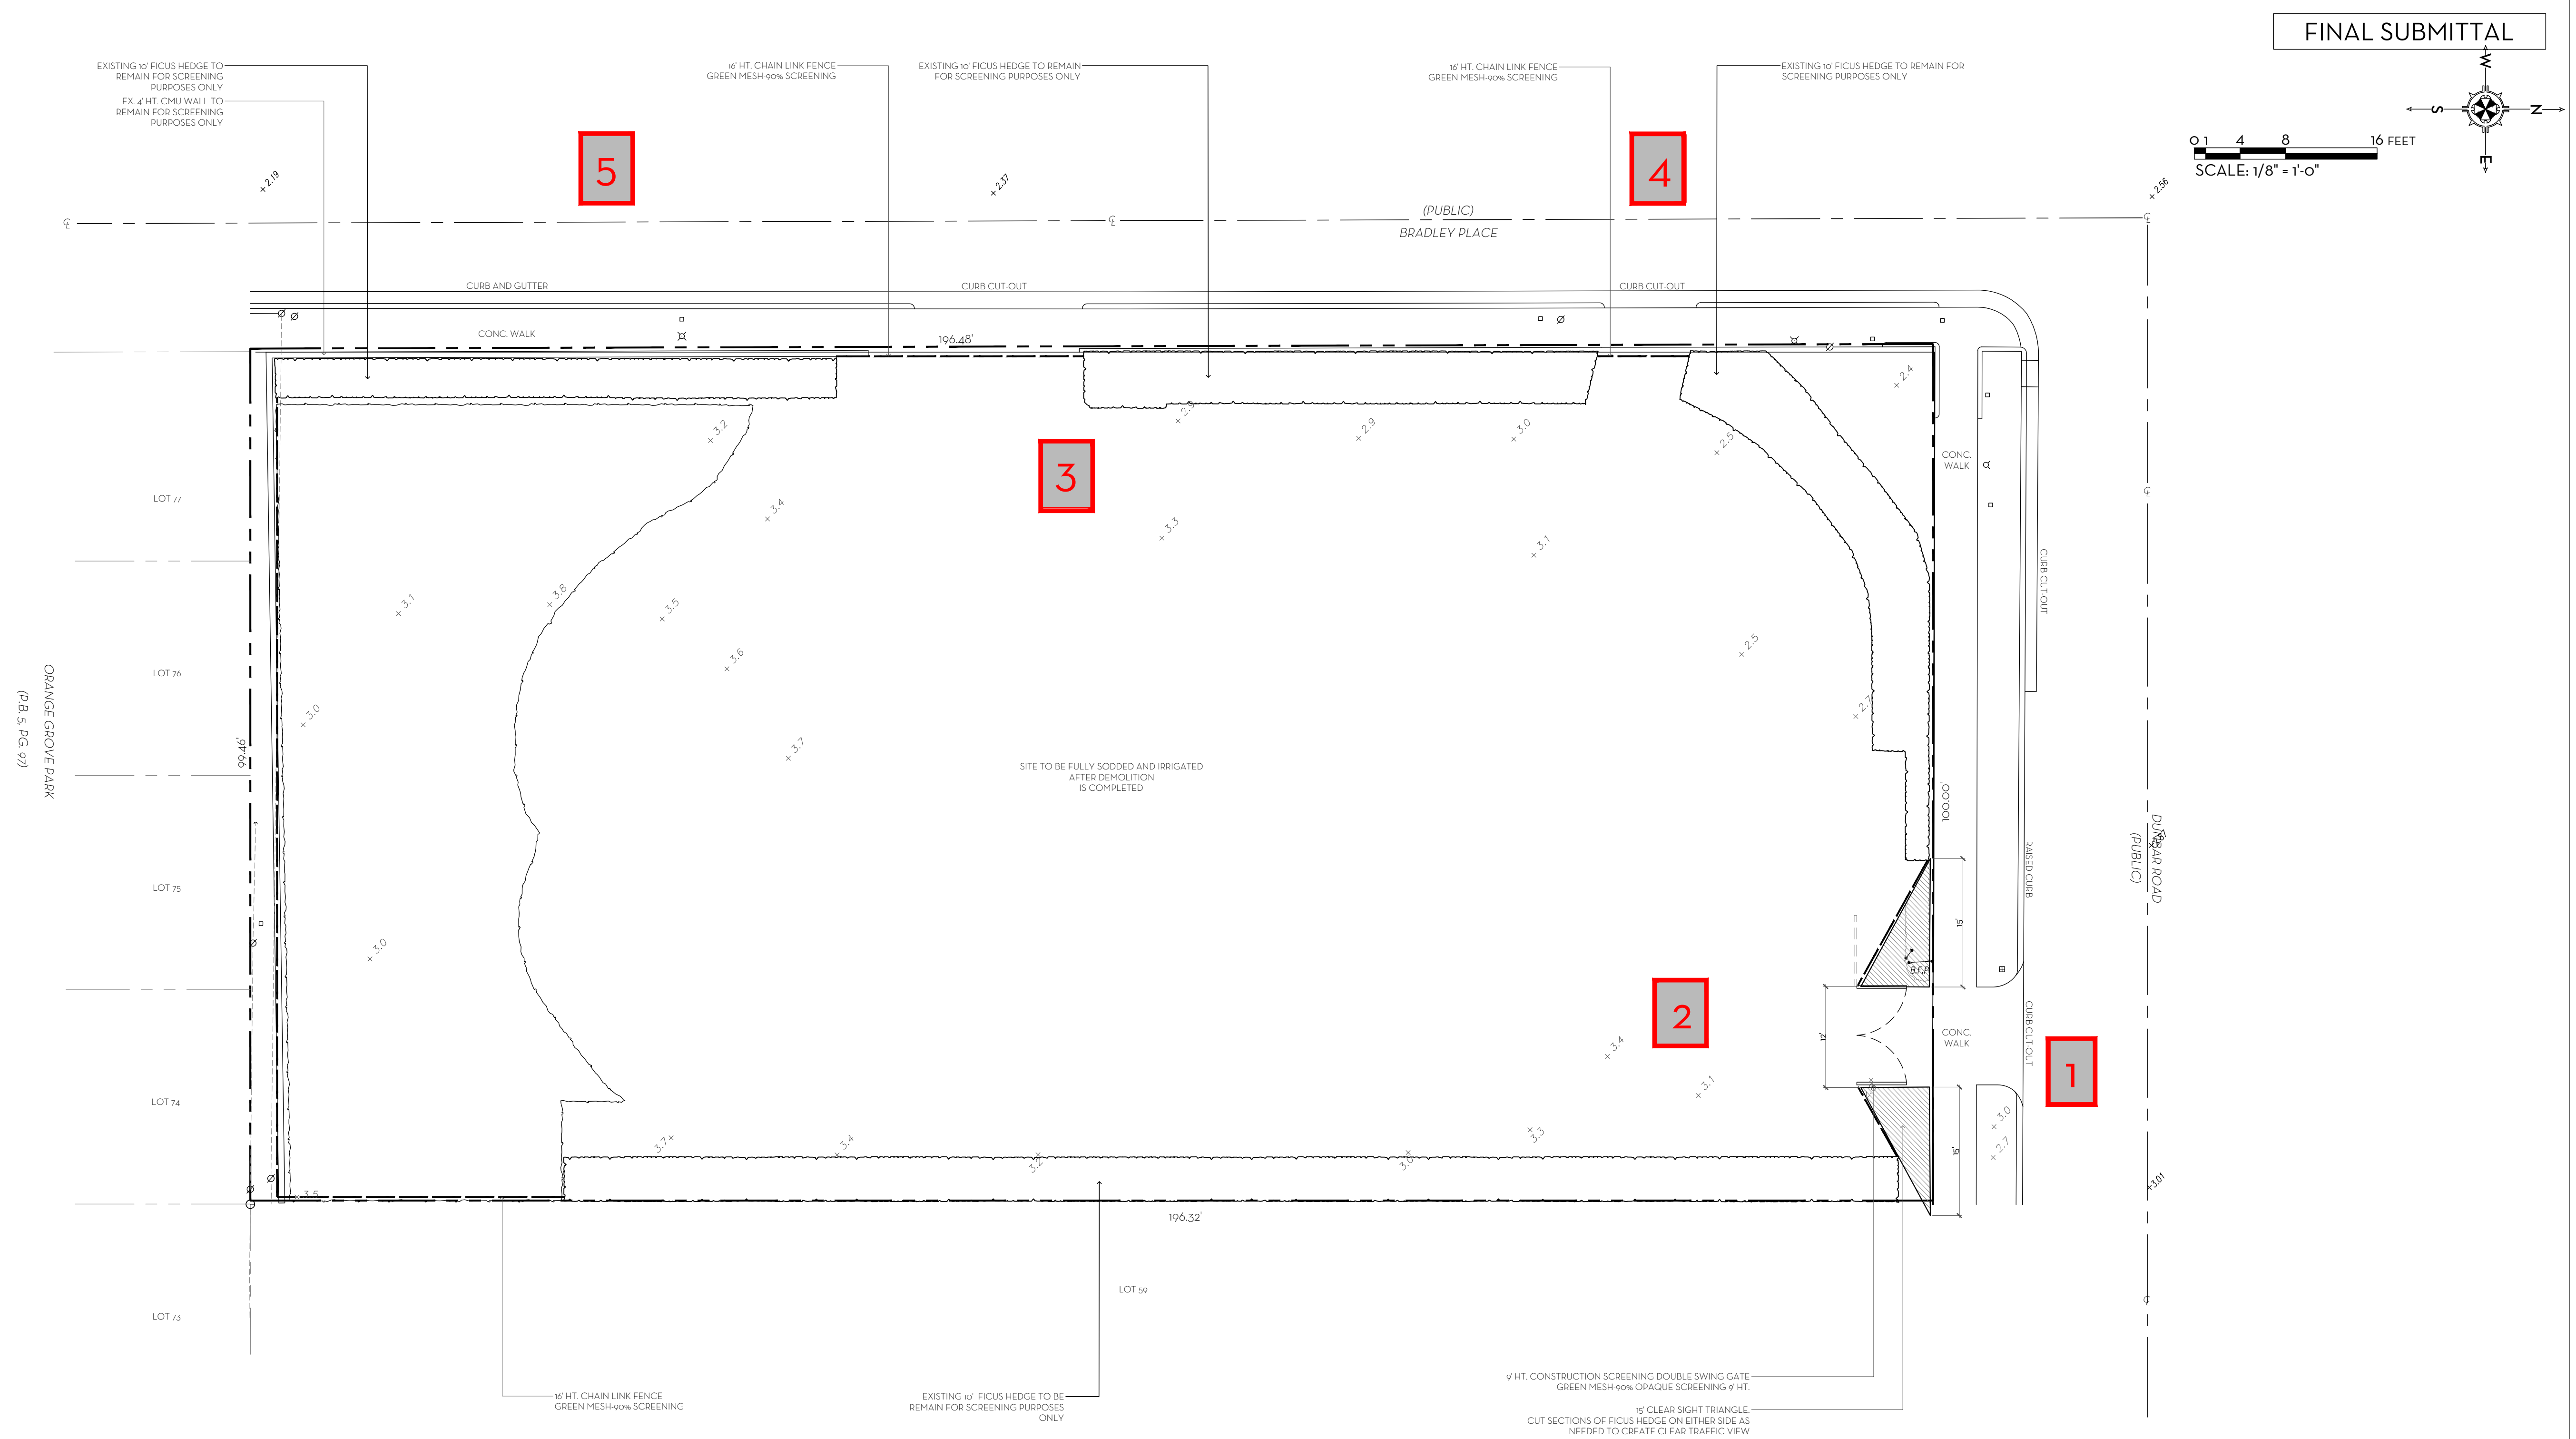 FINAL SUBMITTAL
W
S
N
E
0 1 4 8 16 FEET
SCALE: 1/8" = 1'-0"
EXISTING 10' FICUS HEDGE TO
REMAIN FOR SCREENING
PURPOSES ONLY
EX. 4' HT. CMU WALL TO
REMAIN FOR SCREENING
PURPOSES ONLY
16' HT. CHAIN LINK FENCE
GREEN MESH-90% SCREENING
EXISTING 10' FICUS HEDGE TO REMAIN
FOR SCREENING PURPOSES ONLY
16' HT. CHAIN LINK FENCE
GREEN MESH-90% SCREENING
EXISTING 10' FICUS HEDGE TO REMAIN FOR
SCREENING PURPOSES ONLY
5
4
+ 2.19
+ 2.37
+ 2.56
(PUBLIC)
BRADLEY PLACE
CURB AND GUTTER
CURB CUT-OUT
CURB CUT-OUT
CONC. WALK
196.48'
+ 2.4
+ 3.2
+ 2.9
+ 2.9
+ 3.0
+ 2.5
3
CONC.
WALK
LOT 77
+ 3.4
+ 3.3
+ 3.1
CURB CUT-OUT
+ 3.1
+ 3.8
+ 3.5
+ 3.6
+ 2.5
LOT 76
+ 3.0
+ 2.7
+ 3.7
ORANGE GROVE PARK
(P.B. 5, PG. 97)
99.46'
SITE TO BE FULLY SODDED AND IRRIGATED
AFTER DEMOLITION
IS COMPLETED
100.00'
RAISED CURB
DUNBAR ROAD
(PUBLIC)
LOT 75
15'
+ 3.0
B.F.P.
2
12'
CONC.
WALK
CURB CUT-OUT
1
+ 3.4
+ 3.1
LOT 74
+ 3.0
+ 2.7
3.7+
+ 3.4
3.2
3.0
3.3
15'
+3.01
3.5
196.32'
LOT 59
LOT 73
16' HT. CHAIN LINK FENCE
GREEN MESH-90% SCREENING
EXISTING 10' FICUS HEDGE TO BE
REMAIN FOR SCREENING PURPOSES
ONLY
9' HT. CONSTRUCTION SCREENING DOUBLE SWING GATE
GREEN MESH-90% OPAQUE SCREENING 9' HT.
15' CLEAR SIGHT TRIANGLE.
CUT SECTIONS OF FICUS HEDGE ON EITHER SIDE AS
NEEDED TO CREATE CLEAR TRAFFIC VIEW